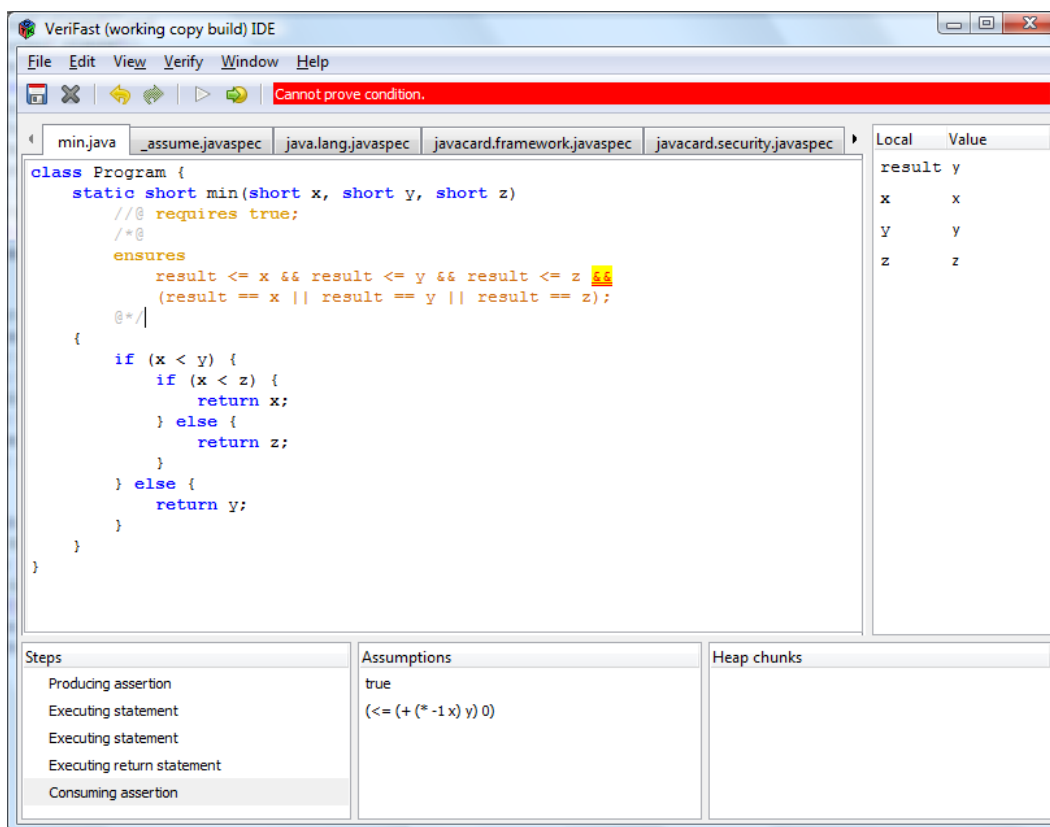 VeriFast (working copy build) IDE
File Edit View Verify Window Help
Cannot prove condition.
min.java _assume.javaspec java.lang.javaspec javacard.framework.javaspec javacard.security.javaspec
Local Value
class Program {
    static short min(short x, short y, short z)
        //@ requires true;
        /*@
        ensures
            result <= x && result <= y && result <= z &&
            (result == x || result == y || result == z);
        @*/
    {
        if (x < y) {
            if (x < z) {
                return x;
            } else {
                return z;
            }
        } else {
            return y;
        }
    }
}
result y
x x
y y
z z
Steps
Producing assertion
Executing statement
Executing statement
Executing return statement
Consuming assertion
Assumptions
true
(<= (+ (* -1 x) y) 0)
Heap chunks